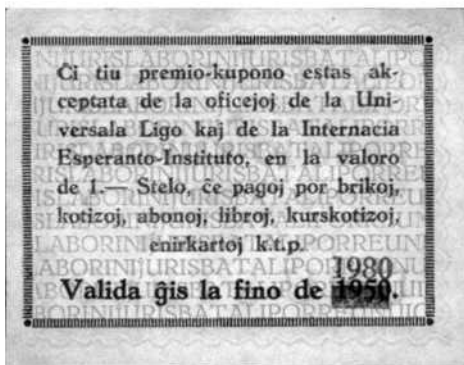 Ĉi tiu premio-kupono estas ak-
ceptata de la oficejoj de la Uni-
versala Ligo kaj de la Internacia
Esperanto-Instituto, en la valoro
de 1.— Stelo, ĉe pagoj por brikoj,
kotizoj, abonoj, libroj, kurskotizoj,
enirkartoj k.t.p.
1980
Valida ĝis la fino de 1950.